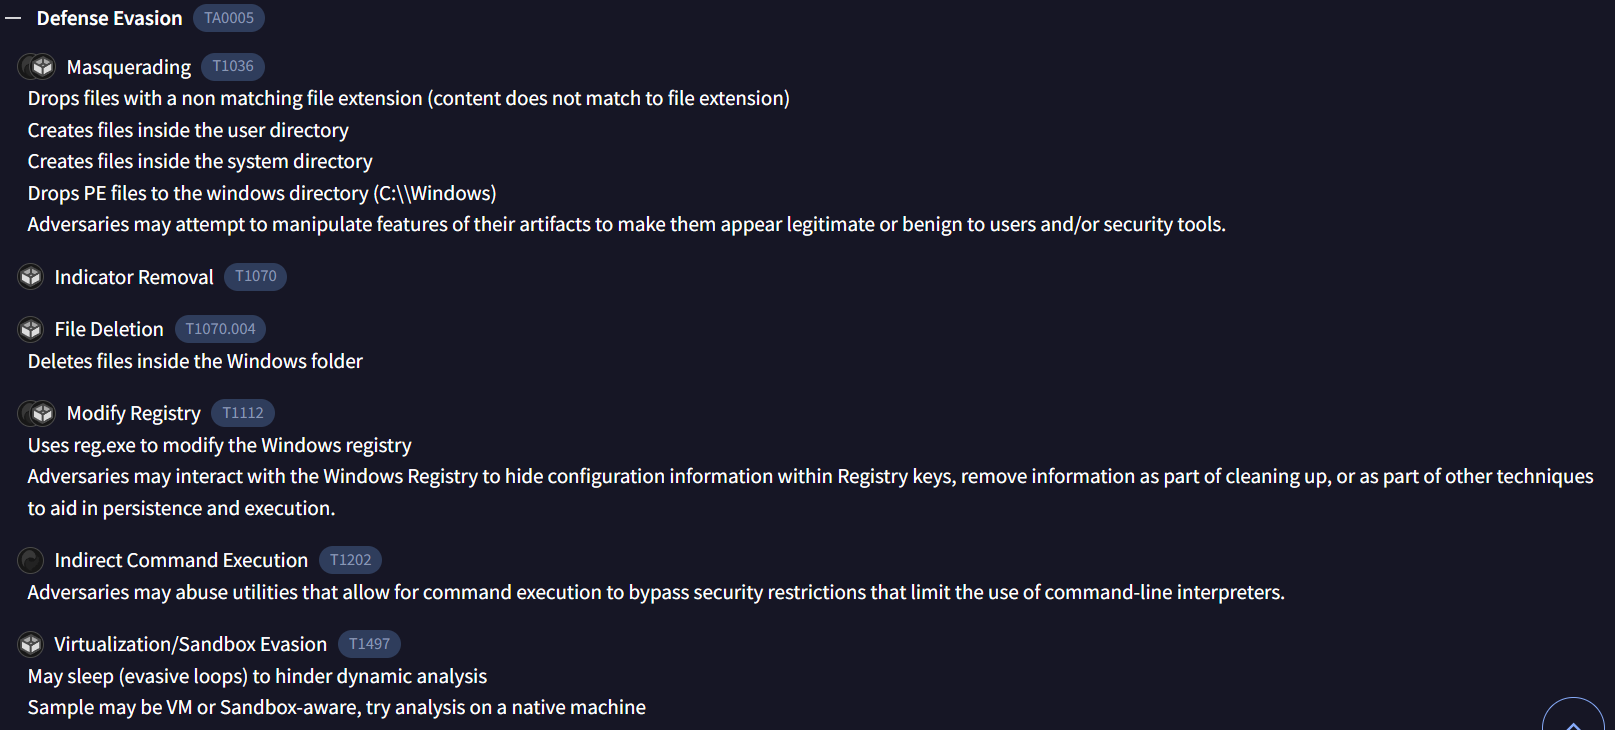 Defense Evasion TA0005
Masquerading T1036
Drops files with a non matching file extension (content does not match to file extension)
Creates files inside the user directory
Creates files inside the system directory
Drops PE files to the windows directory (C:\\Windows)
Adversaries may attempt to manipulate features of their artifacts to make them appear legitimate or benign to users and/or security tools.
Indicator Removal T1070
File Deletion T1070.004
Deletes files inside the Windows folder
Modify Registry T1112
Uses reg.exe to modify the Windows registry
Adversaries may interact with the Windows Registry to hide configuration information within Registry keys, remove information as part of cleaning up, or as part of other techniques
to aid in persistence and execution.
Indirect Command Execution T1202
Adversaries may abuse utilities that allow for command execution to bypass security restrictions that limit the use of command-line interpreters.
Virtualization/Sandbox Evasion T1497
May sleep (evasive loops) to hinder dynamic analysis
Sample may be VM or Sandbox-aware, try analysis on a native machine